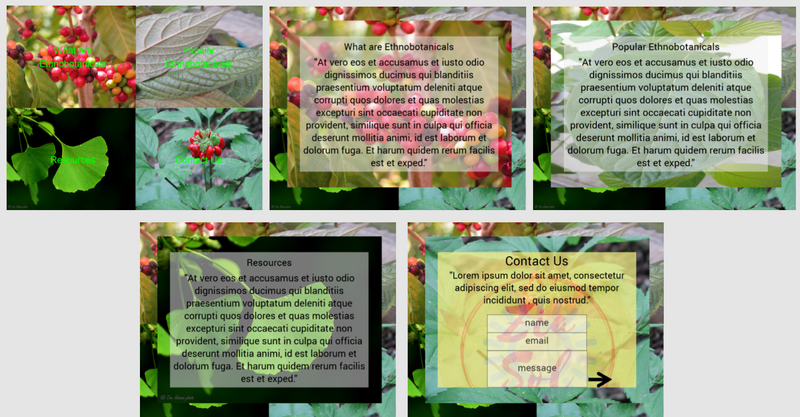 What are
Ethnobotanicals
Popular
Ethnobotanicals
Resources
Contact Us
What are Ethnobotanicals
"At vero eos et accusamus et iusto odio
dignissimos ducimus qui blanditiis
praesentium voluptatum deleniti atque
corrupti quos dolores et quas molestias
excepturi sint occaecati cupiditate non
provident, similique sunt in culpa qui officia
deserunt mollitia animi, id est laborum et
dolorum fuga. Et harum quidem rerum facilis
est et exped."
Popular Ethnobotanicals
"At vero eos et accusamus et iusto odio
dignissimos ducimus qui blanditiis
praesentium voluptatum deleniti atque
corrupti quos dolores et quas molestias
excepturi sint occaecati cupiditate non
provident, similique sunt in culpa qui officia
deserunt mollitia animi, id est laborum et
dolorum fuga. Et harum quidem rerum facilis
est et exped."
Resources
"At vero eos et accusamus et iusto odio
dignissimos ducimus qui blanditiis
praesentium voluptatum deleniti atque
corrupti quos dolores et quas molestias
excepturi sint occaecati cupiditate non
provident, similique sunt in culpa qui officia
deserunt mollitia animi, id est laborum et
dolorum fuga. Et harum quidem rerum facilis
est et exped."
Contact Us
"Lorem ipsum dolor sit amet, consectetur
adipiscing elit, sed do eiusmod tempor
incididunt , quis nostrud."
name
email
message
Sol